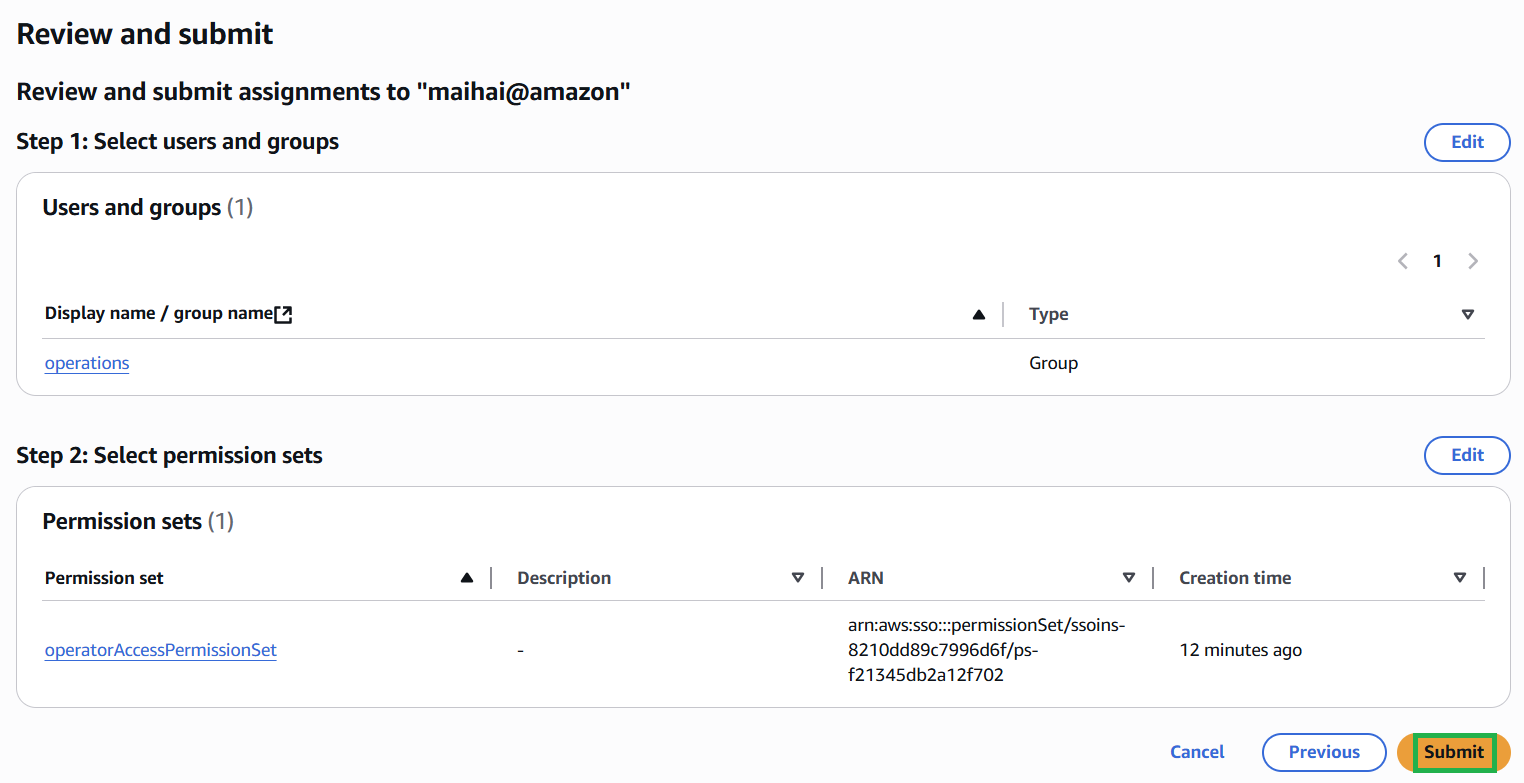 Review and submit
Review and submit assignments to "maihai@amazon"
Step 1: Select users and groups
Edit
Users and groups (1)
1
Display name / group name
Type
operations
Group
Step 2: Select permission sets
Edit
Permission sets (1)
Permission set
Description
ARN
Creation time
operatorAccessPermissionSet
-
arn:aws:sso:::permissionSet/ssoins-
8210dd89c7996d6f/ps-
f21345db2a12f702
12 minutes ago
Cancel
Previous
Submit